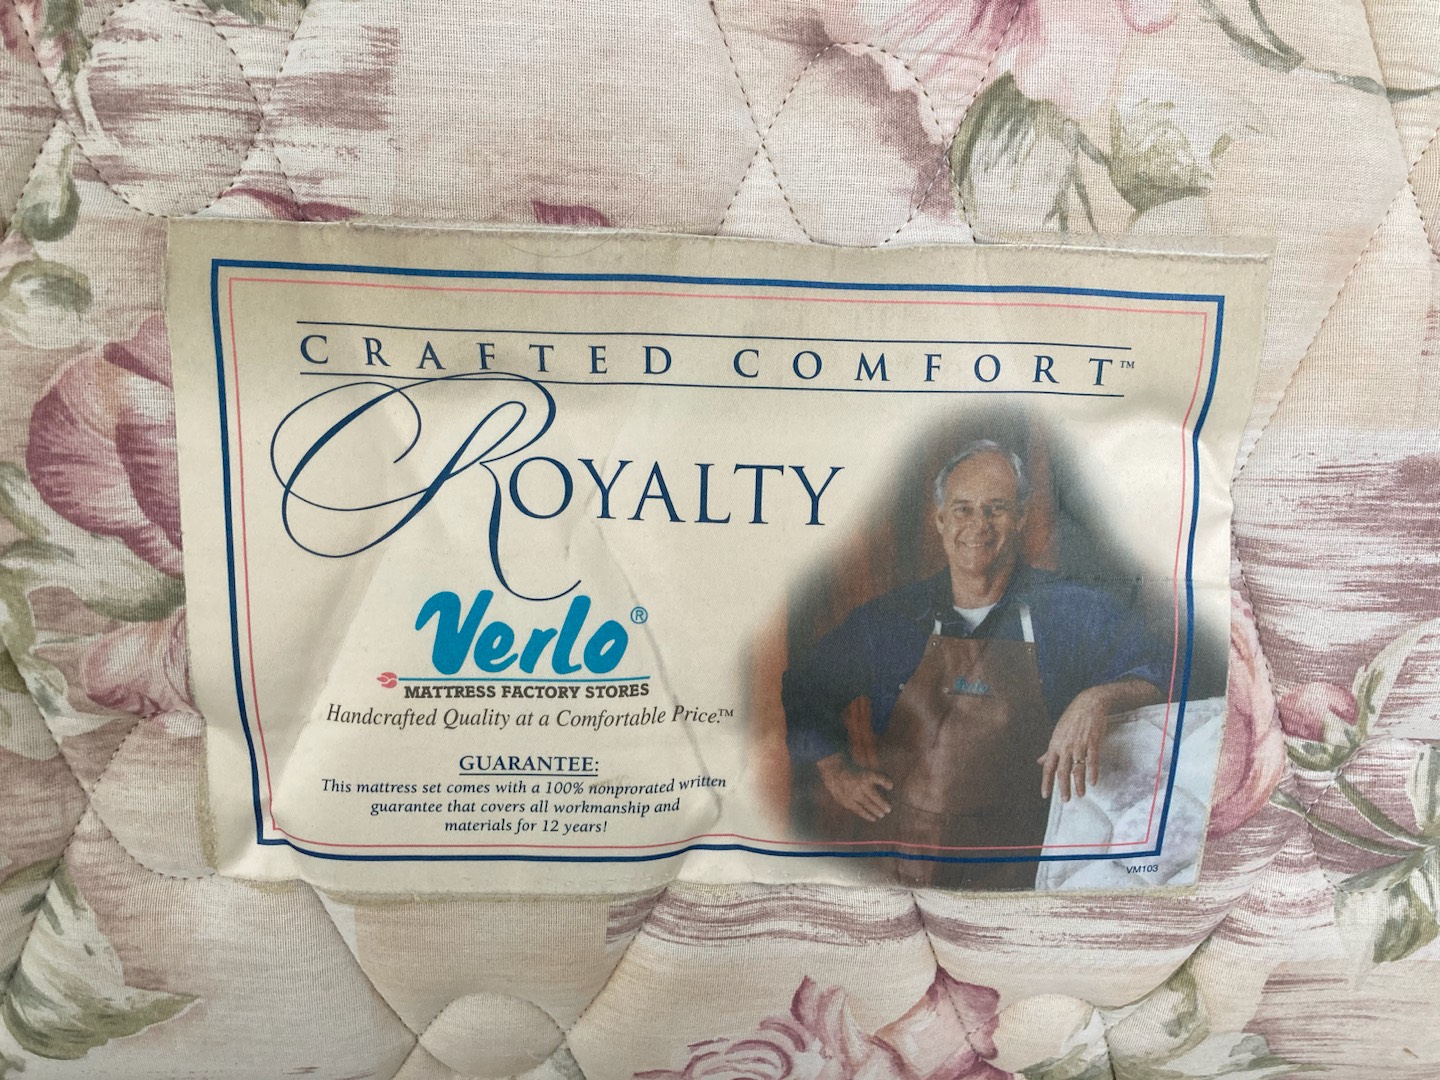 CRAFTED COMFORT™
ROYALTY
Verlo®
MATTRESS FACTORY STORES
Handcrafted Quality at a Comfortable Price.™
GUARANTEE:
This mattress set comes with a 100% nonprorated written
guarantee that covers all workmanship and
materials for 12 years!
Verlo
VM103